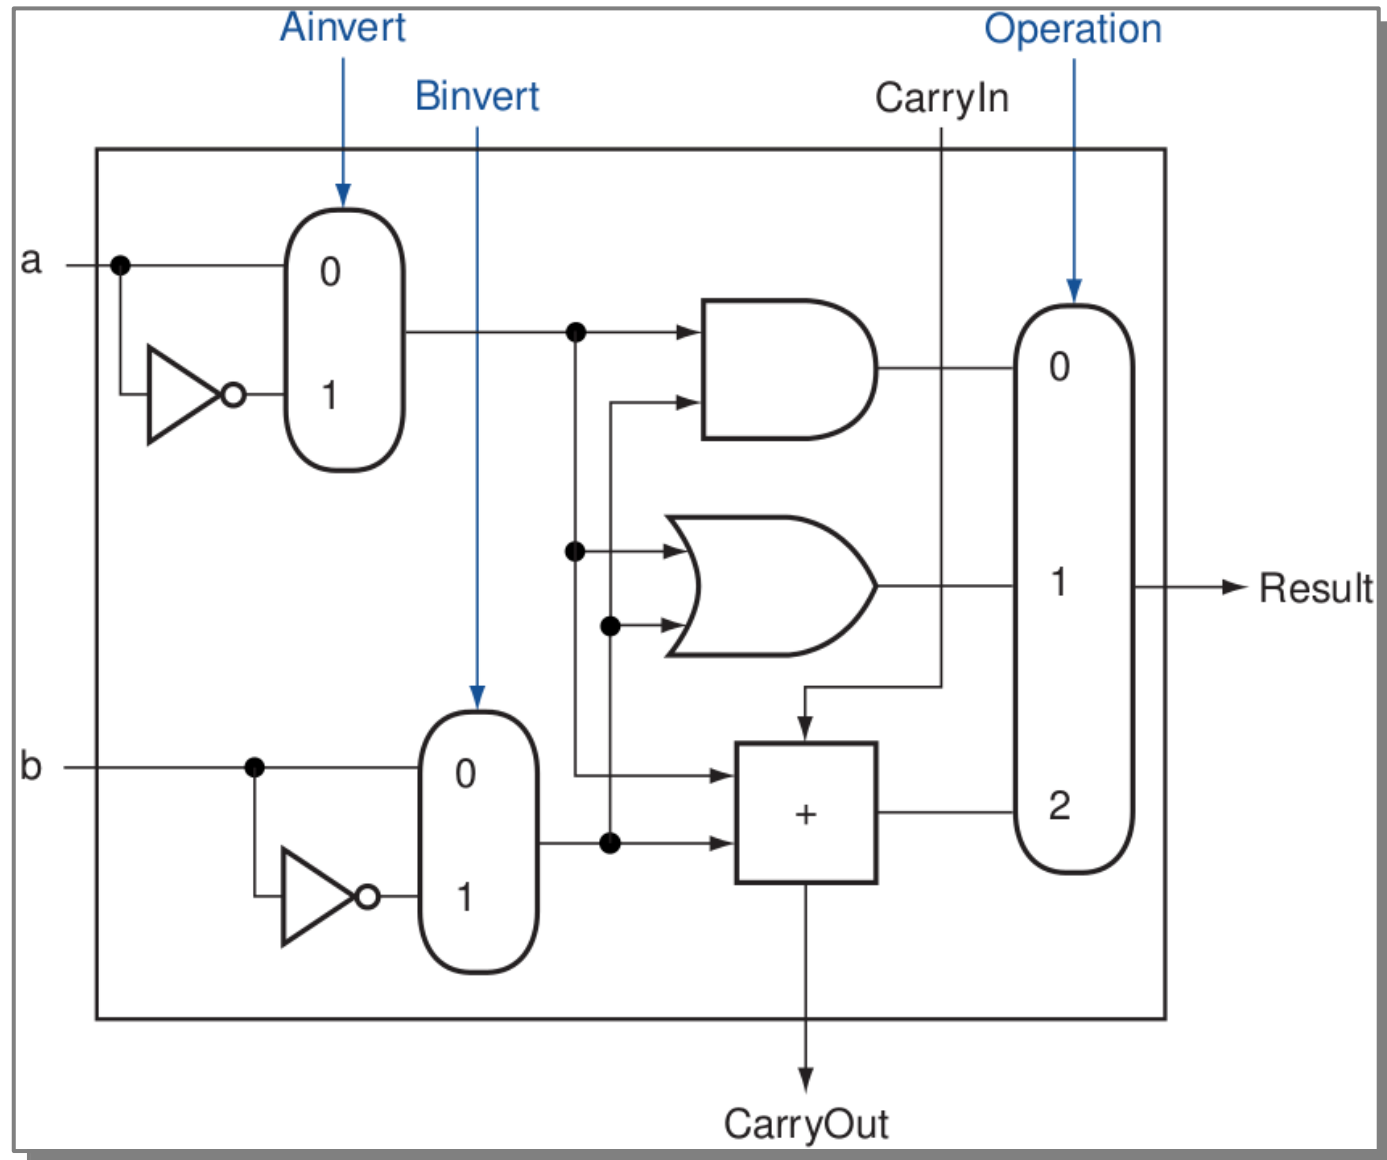 Ainvert
Operation
Binvert
CarryIn
a
0
1
0
1
Result
b
0
1
+
2
CarryOut